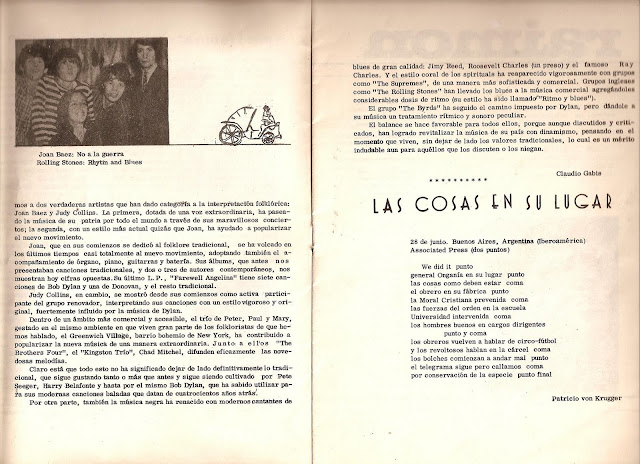 Joan Baez: No a la guerra
Rolling Stones: Rhytm and Blues
mos a dos verdaderas artistas que han dado categoría a la interpretación folklórica:
Joan Baez y Judy Collins. La primera, dotada de una voz extraordinaria, ha pasea-
do la música de su patria por todo el mundo a través de sus maravillosos concier-
tos; la segunda, con un estilo más actual quizás que Joan, ha ayudado a popularizar
el nuevo movimiento.
Joan, que en sus comienzos se dedicó al folklore tradicional, se ha volcado en
los últimos tiempos casi totalmente al nuevo movimiento, adoptando también el a-
compañamiento de órgano, piano, guitarras y batería. Sus álbums, que antes nos
presentaban canciones tradicionales, y dos o tres de autores contemporáneos, nos
muestran hoy cifras opuestas. Su último L.P., "Farewell Angelina" tiene siete can-
ciones de Bob Dylan y una de Donovan, y el resto tradicional.
Judy Collins, en cambio, se mostró desde sus comienzos como activa partici-
pante del grupo renovador, interpretando sus canciones con un estilo vigoroso y ori-
ginal, fuertemente influido por la música de Dylan.
Dentro de un ámbito más comercial y accesible, el trío de Peter, Paul y Mary,
gestado en el mismo ambiente en que viven gran parte de los folkloristas de que he-
mos hablado, el Greenwich Village, barrio bohemio de New York, ha contribuido a
popularizar la nueva música de una manera extraordinaria. Junto a ellos "The
Brothers Four", el "Kingston Trío", Chad Mitchel, difunden eficazmente las nove-
dosas melodías.
Claro está que todo esto no ha significado dejar de lado definitivamente lo tradi-
cional, que sigue gustando tanto o más que antes y sigue siendo cultivado por Pete
Seeger, Harry Belafonte y hasta por el mismo Bob Dylan, que ha sabido utilizar pa-
ra sus modernas canciones baladas que datan de cuatrocientos años atrás.
Por otra parte, también la música negra ha renacido con modernos cantantes de
blues de gran calidad: Jimy Reed, Roosevelt Charles (un preso) y el famoso Ray
Charles. Y el estilo coral de los spirituals ha reaparecido vigorosamente con grupos
como "The Supremes", de una manera más sofisticada y comercial. Grupos ingleses
como "The Rolling Stones" han llevado los blues a la música comercial agregándoles
considerables dosis de ritmo (su estilo ha sido llamado "Ritmo y blues").
El grupo "The Byrds" ha seguido el camino impuesto por Dylan, pero dándole a
su música un tratamiento rítmico y sonoro peculiar.
El balance se hace favorable para todos ellos, porque aunque discutidos y criti-
cados, han logrado revitalizar la música de su país con dinamismo, pensando en el
momento que viven, sin dejar de lado los valores tradicionales, lo cual es un mérito
indudable aun para aquéllos que los discuten o los niegan.
Claudio Gabis
**********
LAS COSAS EN SU LUGAR
28 de junio. Buenos Aires, Argentina (Iberoamérica)
Associated Press (dos puntos)
We did it punto
general Organía en su lugar punto
las cosas como deben estar coma
el obrero en su fábrica punto
la Moral Cristiana prevenida coma
las fuerzas del orden en la escuela
Universidad intervenida coma
los hombres buenos en cargos dirigentes
punto y coma
los obreros vuelven a hablar de circo-fútbol
y los revoltosos hablan en la cárcel coma
los bolches comienzan a andar mal punto
el telegrama sigue pero callamos coma
por conservación de la especie punto final
Patricio von Krugger